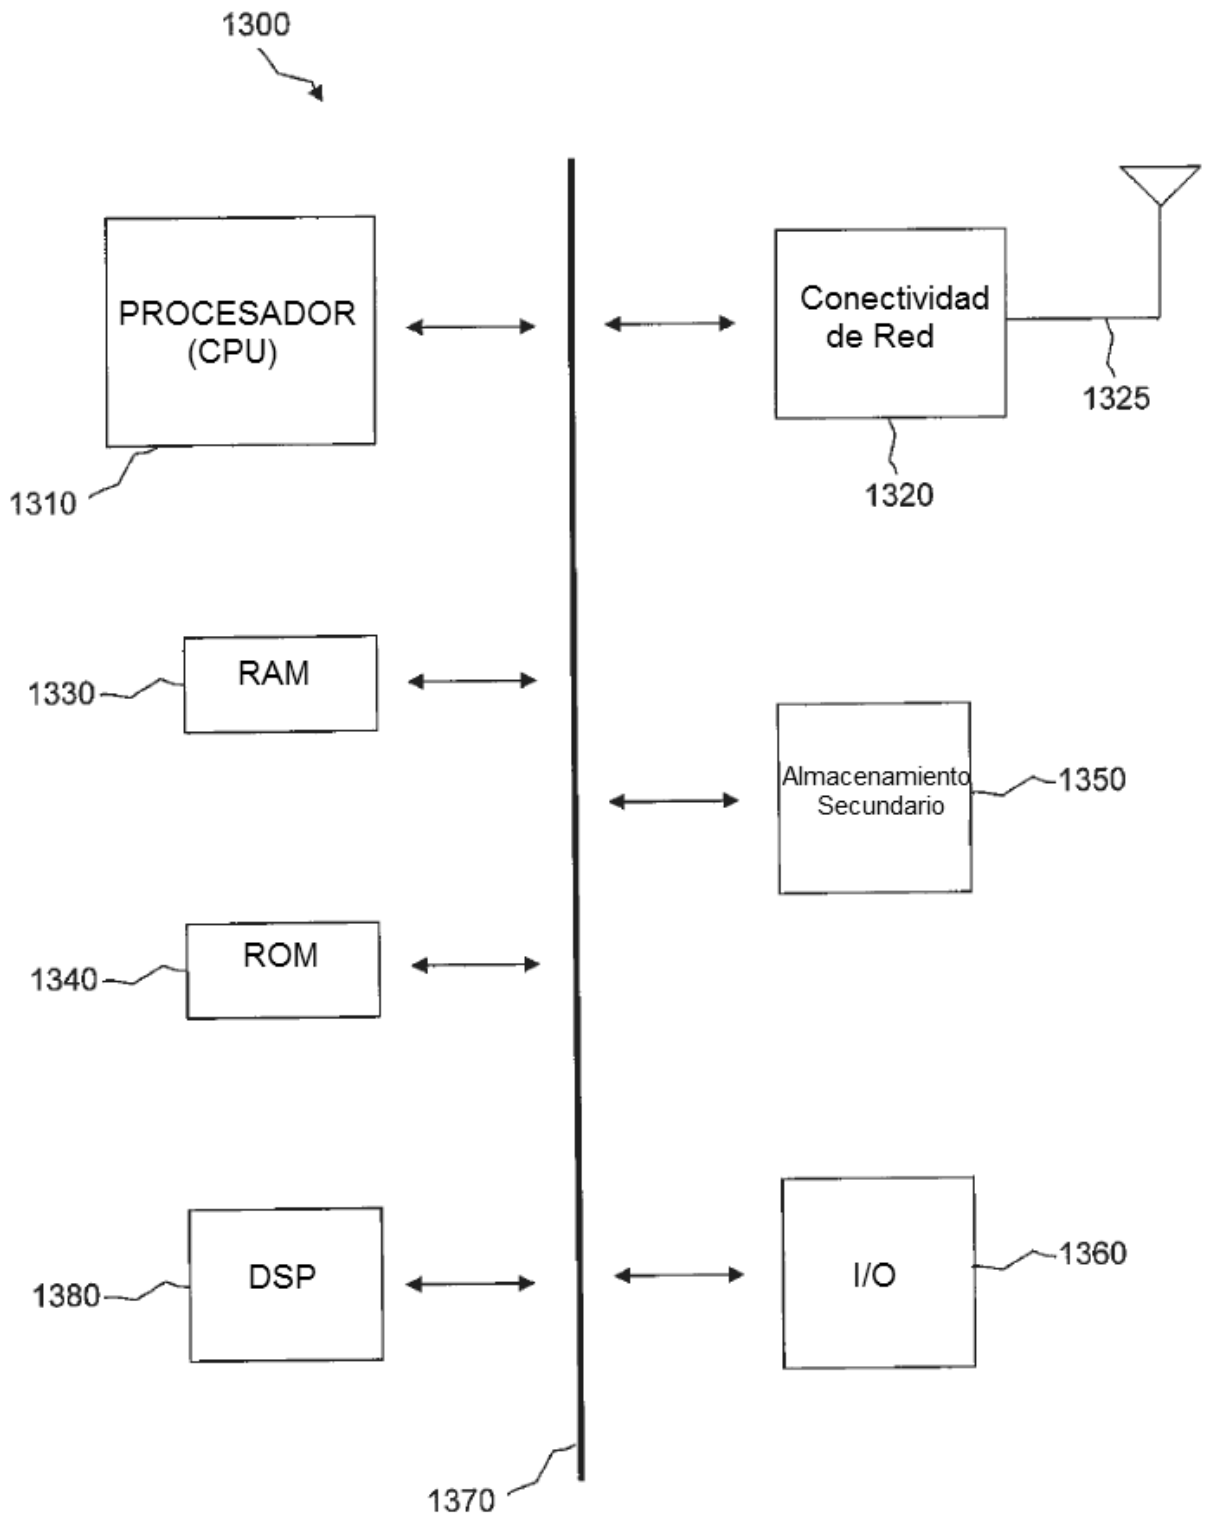 1300
PROCESADOR
(CPU)
1310
Conectividad
de Red
1325
1320
RAM
1330
Almacenamiento
Secundario
1350
ROM
1340
DSP
1380
I/O
1360
1370